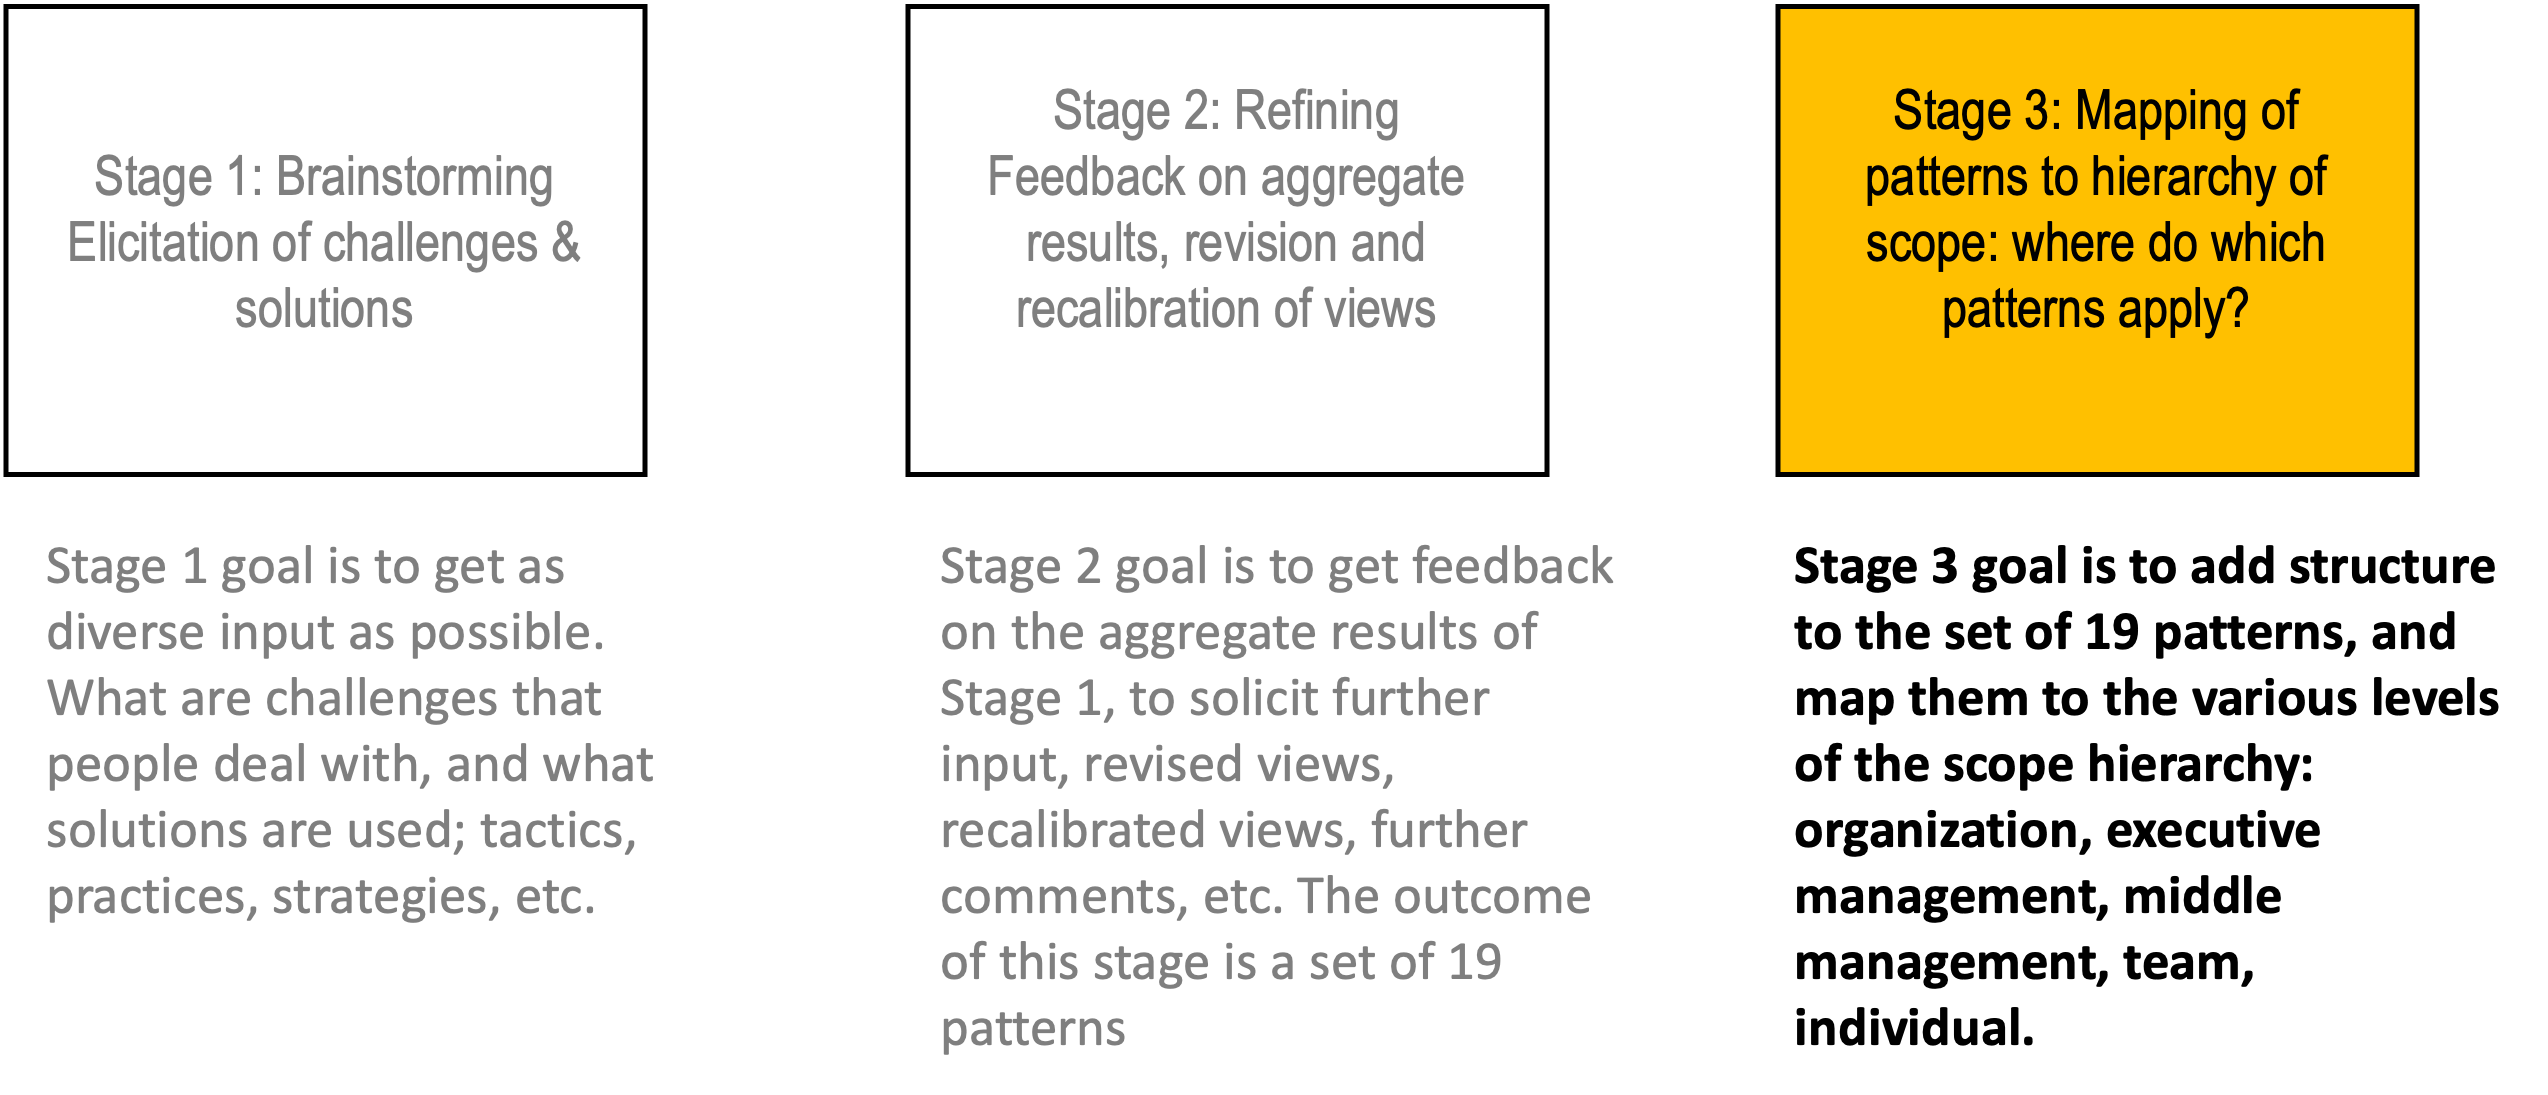 Stage 1: Brainstorming
Elicitation of challenges &
solutions
Stage 2: Refining
Feedback on aggregate
results, revision and
recalibration of views
Stage 3: Mapping of
patterns to hierarchy of
scope: where do which
patterns apply?
Stage 1 goal is to get as
diverse input as possible.
What are challenges that
people deal with, and what
solutions are used; tactics,
practices, strategies, etc.
Stage 2 goal is to get feedback
on the aggregate results of
Stage 1, to solicit further
input, revised views,
recalibrated views, further
comments, etc. The outcome
of this stage is a set of 19
patterns
Stage 3 goal is to add structure
to the set of 19 patterns, and
map them to the various levels
of the scope hierarchy:
organization, executive
management, middle
management, team,
individual.